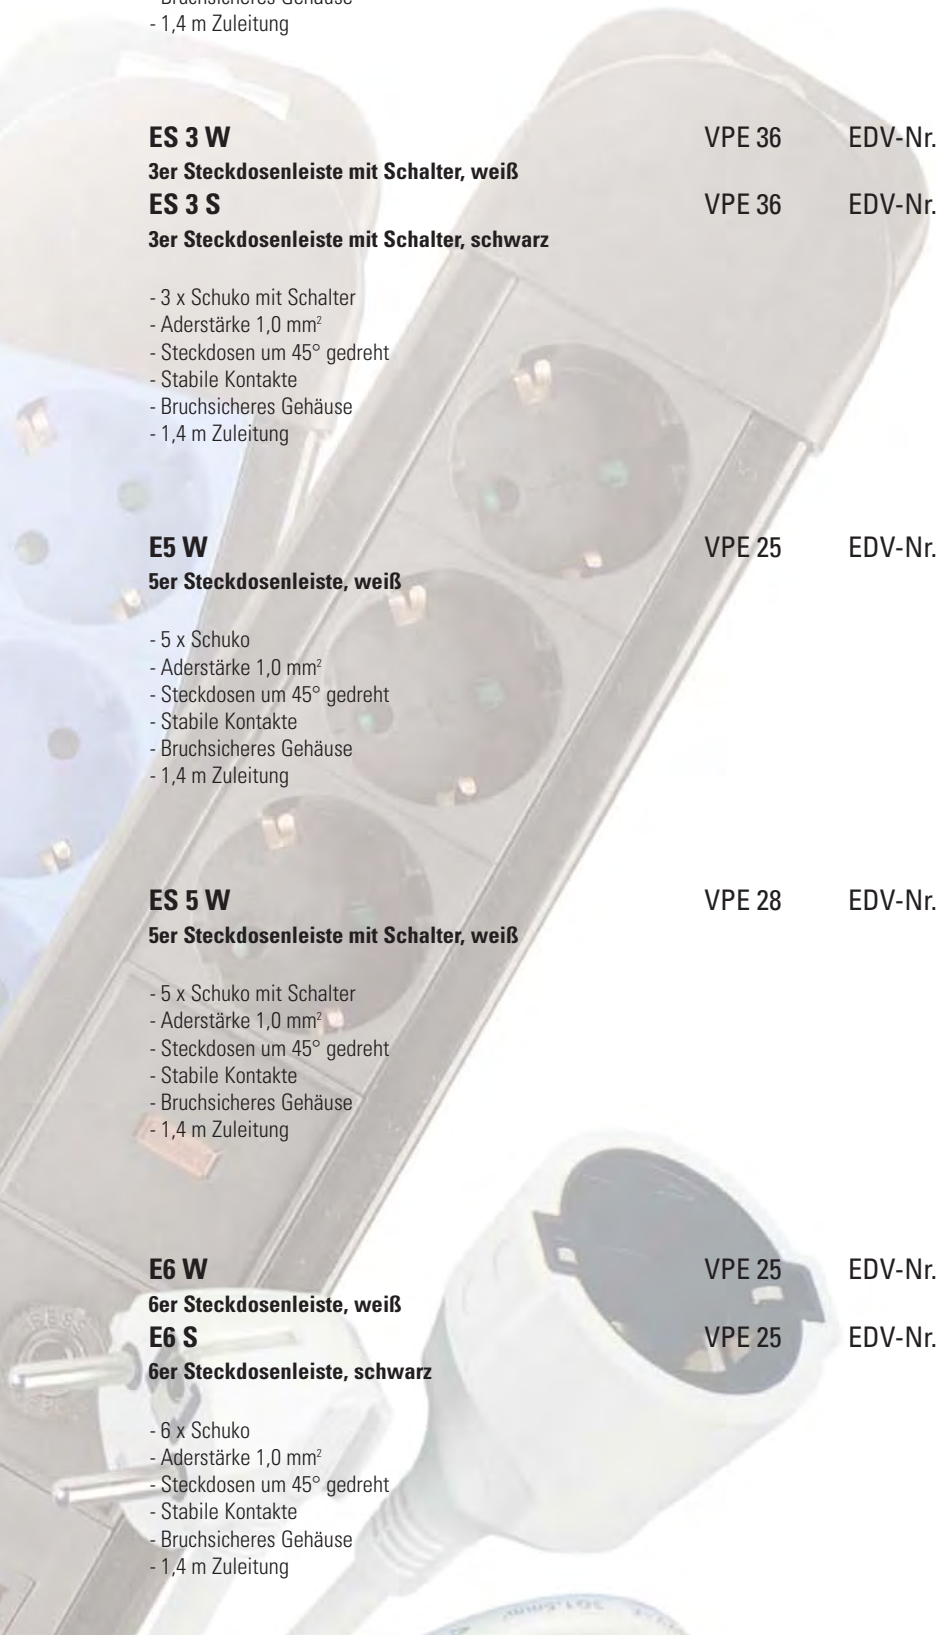 - Bruchsicheres Gehäuse
- 1,4 m Zuleitung
ES 3 W VPE 36 EDV-Nr.
3er Steckdosenleiste mit Schalter, weiß
ES 3 S VPE 36 EDV-Nr.
3er Steckdosenleiste mit Schalter, schwarz
- 3 x Schuko mit Schalter
- Aderstärke 1,0 mm²
- Steckdosen um 45° gedreht
- Stabile Kontakte
- Bruchsicheres Gehäuse
- 1,4 m Zuleitung
E5 W VPE 25 EDV-Nr.
5er Steckdosenleiste, weiß
- 5 x Schuko
- Aderstärke 1,0 mm²
- Steckdosen um 45° gedreht
- Stabile Kontakte
- Bruchsicheres Gehäuse
- 1,4 m Zuleitung
ES 5 W VPE 28 EDV-Nr.
5er Steckdosenleiste mit Schalter, weiß
- 5 x Schuko mit Schalter
- Aderstärke 1,0 mm²
- Steckdosen um 45° gedreht
- Stabile Kontakte
- Bruchsicheres Gehäuse
- 1,4 m Zuleitung
E6 W VPE 25 EDV-Nr.
6er Steckdosenleiste, weiß
E6 S VPE 25 EDV-Nr.
6er Steckdosenleiste, schwarz
- 6 x Schuko
- Aderstärke 1,0 mm²
- Steckdosen um 45° gedreht
- Stabile Kontakte
- Bruchsicheres Gehäuse
- 1,4 m Zuleitung